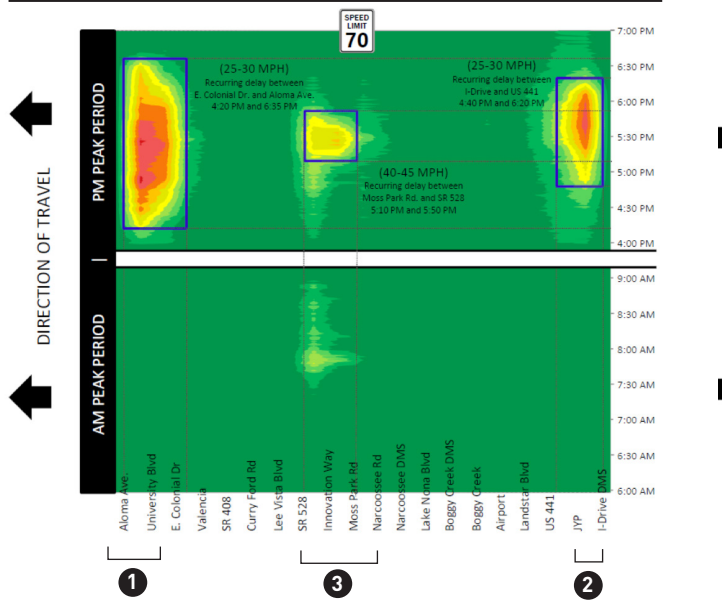 SPEED
LIMIT
70
7:00 PM
6:30 PM
6:00 PM
5:30 PM
5:00 PM
4:30 PM
4:00 PM
(25-30 MPH)
Recurring delay between
E. Colonial Dr. and Aloma Ave.
4:20 PM and 6:35 PM
(25-30 MPH)
Recurring delay between
I-Drive and US 441
4:40 PM and 6:20 PM
(40-45 MPH)
Recurring delay between
Moss Park Rd. and SR 528
5:10 PM and 5:50 PM
DIRECTION OF TRAVEL
PM PEAK PERIOD
|
AM PEAK PERIOD
9:00 AM
8:30 AM
8:00 AM
7:30 AM
7:00 AM
6:30 AM
6:00 AM
Aloma Ave.
University Blvd
E. Colonial Dr
Valencia
SR 408
Curry Ford Rd
Lee Vista Blvd
SR 528
Innovation Way
Moss Park Rd
Narcoossee Rd
Narcoossee DMS
Lake Nona Blvd
Boggy Creek DMS
Boggy Creek
Airport
Landstar Blvd
US 441
JYP
I-Drive DMS
1
3
2